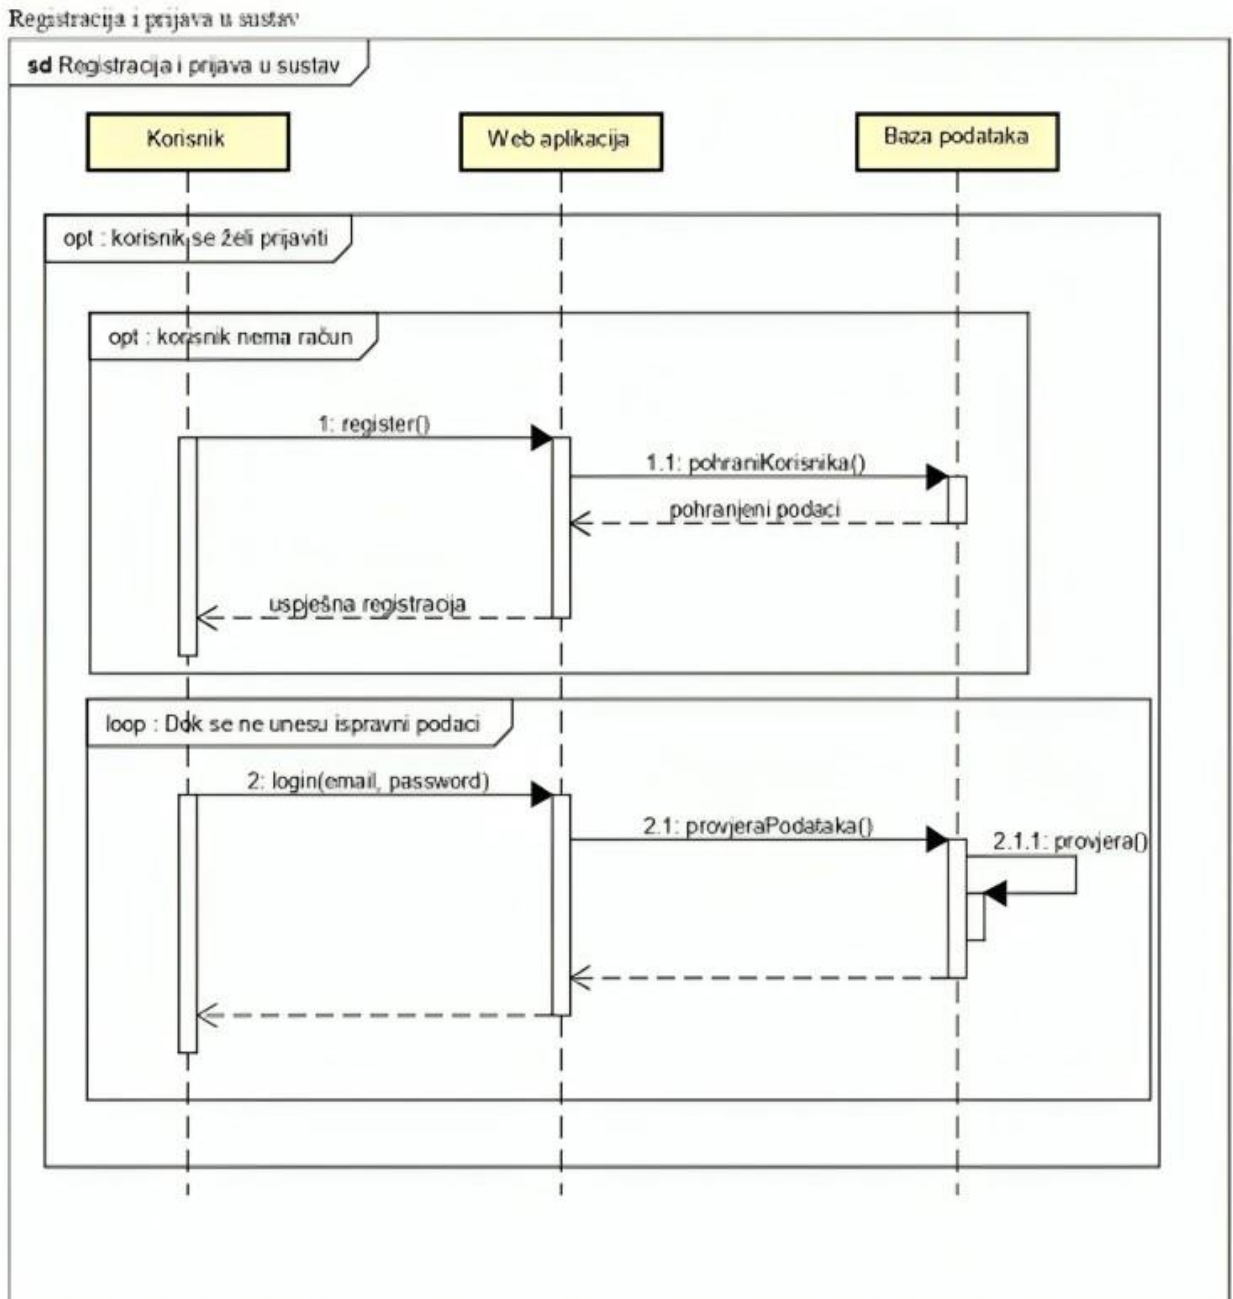 Registracija i prijava u sustav
sd Registracija i prijava u sustav
Korisnik
Web aplikacija
Baza podataka
opt : korisnik se želi prijaviti
opt : korisnik nema račun
1: register()
1.1: pohraniKorisnika()
pohranjeni podaci
uspješna registracija
loop : Dok se ne unesu ispravni podaci
2: login(email, password)
2.1: provjeraPodataka()
2.1.1: provjera()